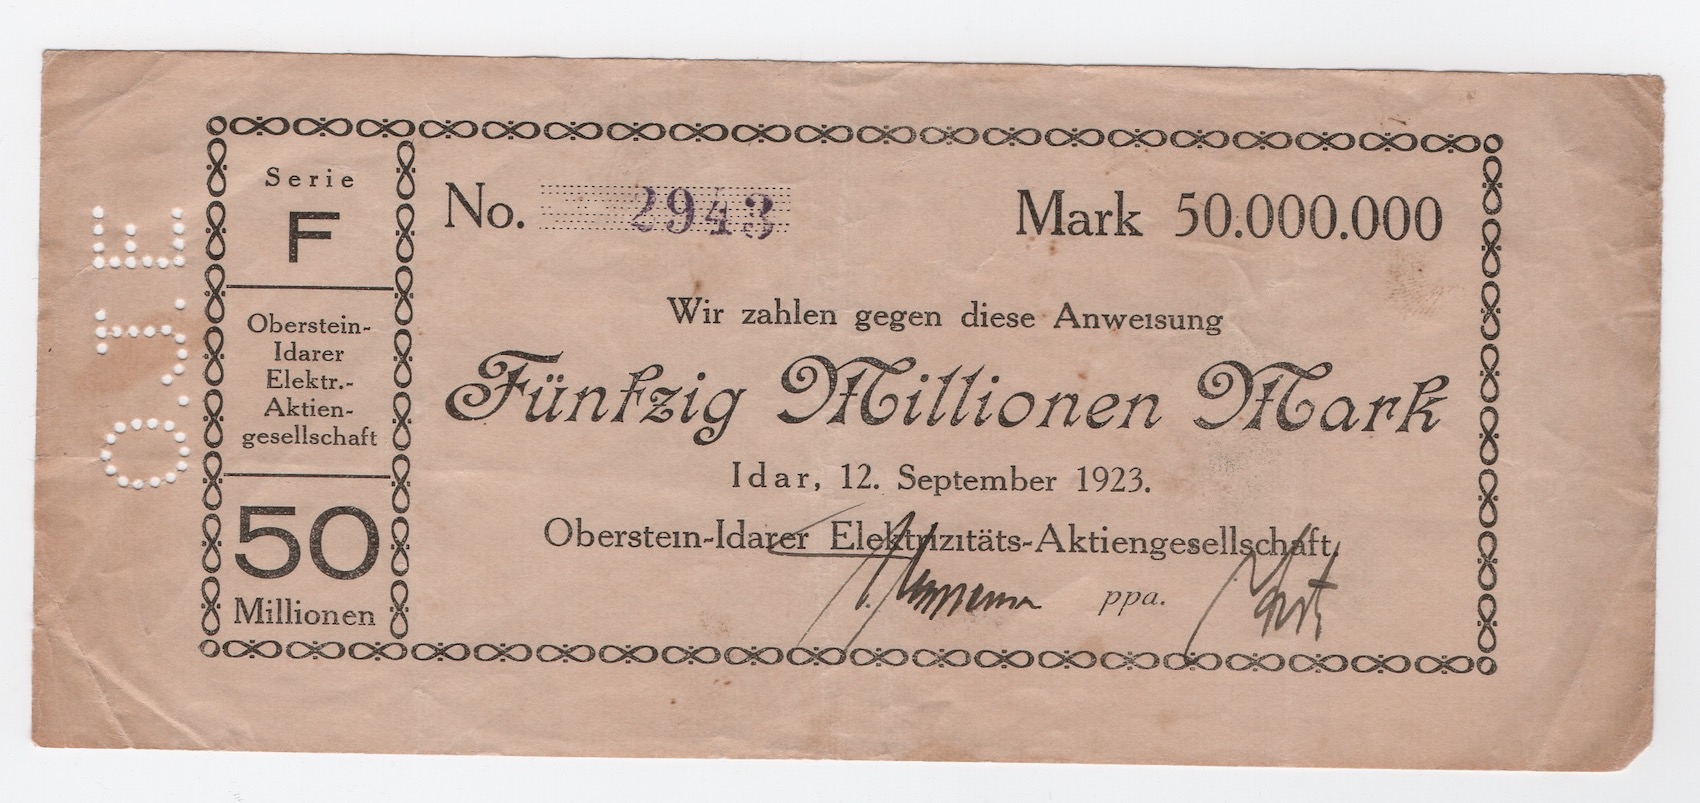 O.J.E
Serie
F
Oberstein-
Idarer
Elektr.-
Aktien-
gesellschaft
50
Millionen
No. 2943
Mark 50.000.000
Wir zahlen gegen diese Anweisung
Fünfzig Millionen Mark
Idar, 12. September 1923.
Oberstein-Idarer Elektrizitäts-Aktiengesellschaft,
ppa.